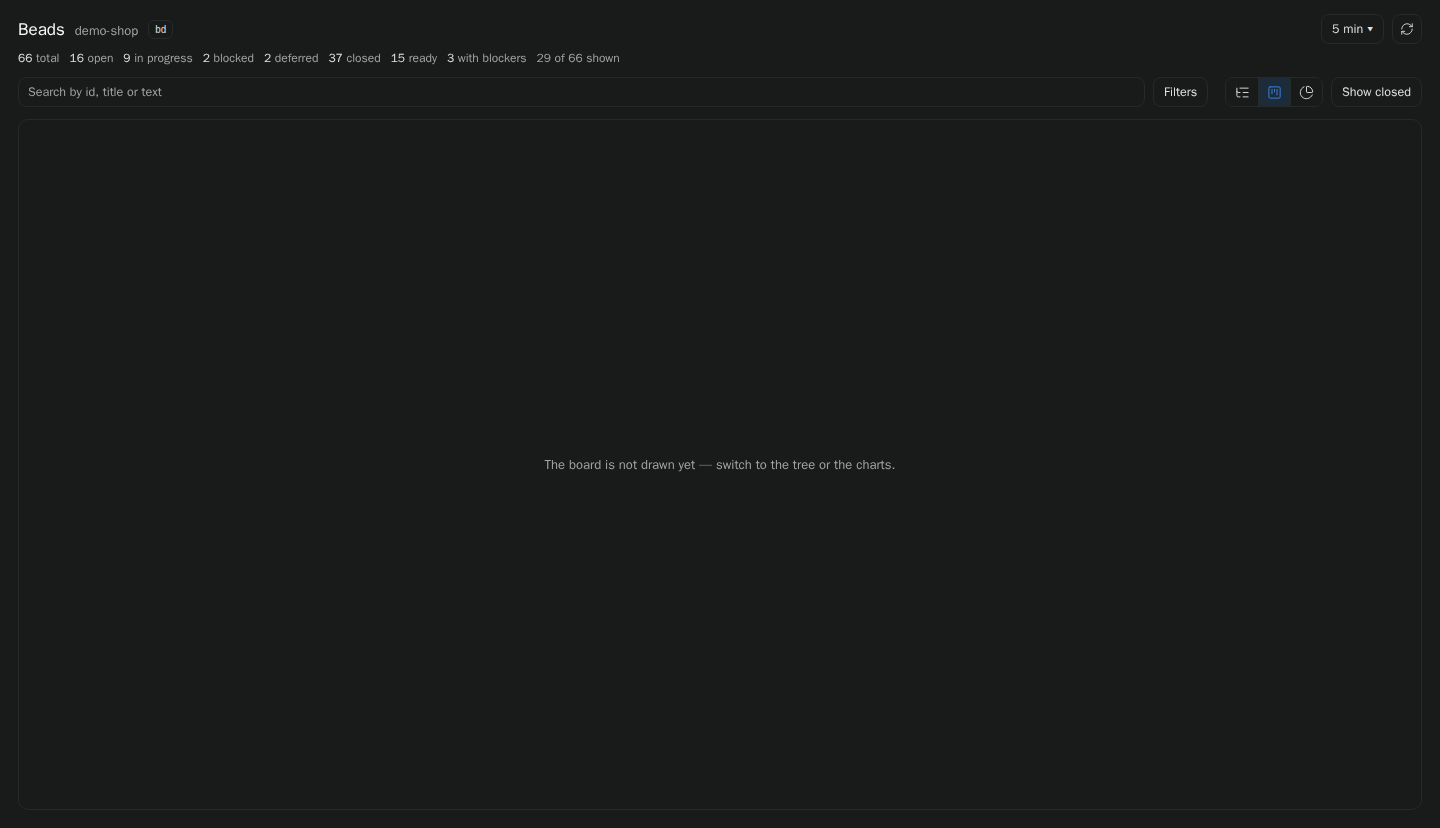 Beads demo-shop bd 5 min
66 total 16 open 9 in progress 2 blocked 2 deferred 37 closed 15 ready 3 with blockers 29 of 66 shown
Search by id, title or text Filters Show closed
The board is not drawn yet — switch to the tree or the charts.